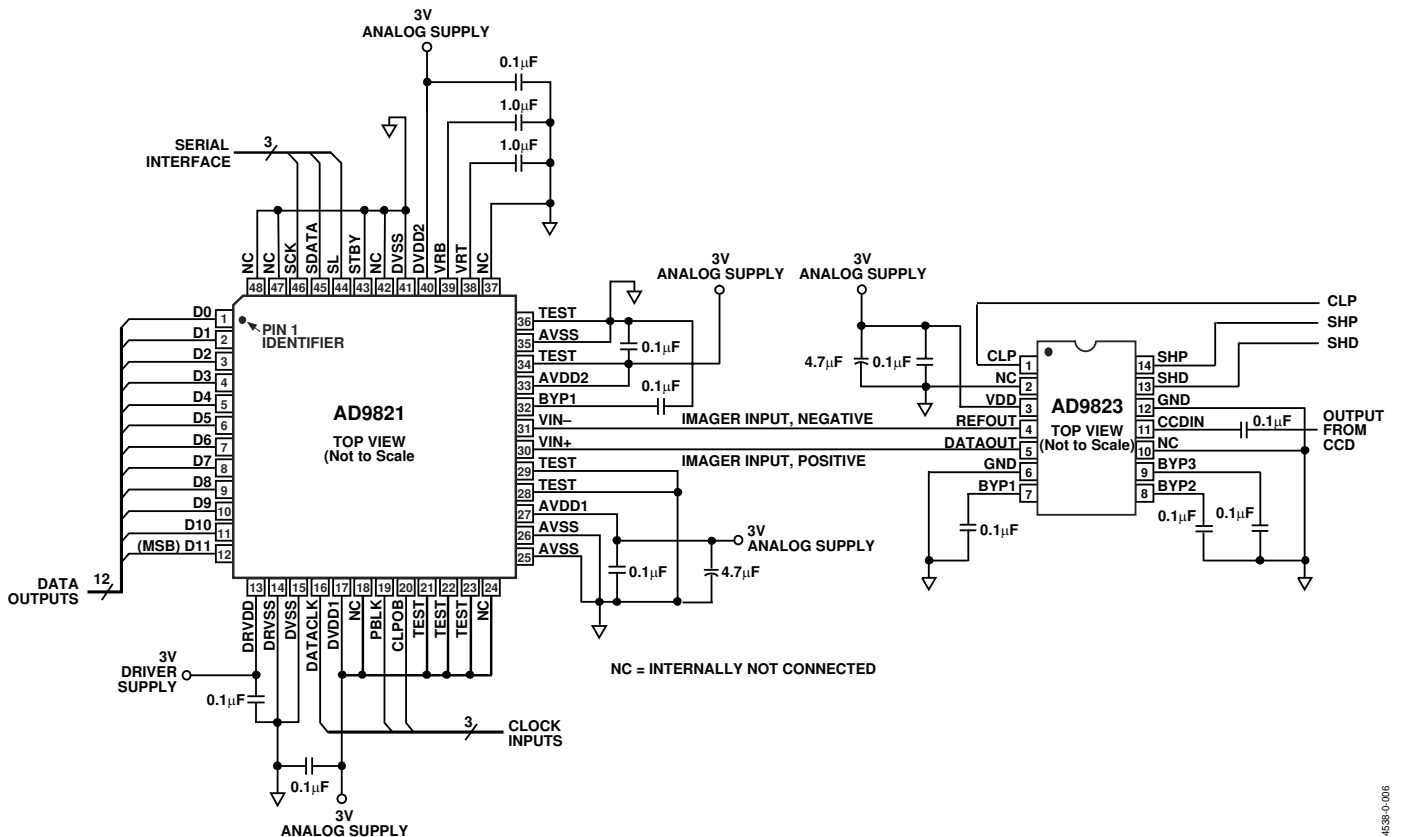 3V
ANALOG SUPPLY
0.1µF
1.0µF
1.0µF
SERIAL
INTERFACE
3
NC
NC
SCK
SDATA
SL
STBY
NC
DVSS
DVDD2
VRB
VRT
NC
48
47
46
45
44
43
42
41
40
39
38
37
D0
D1
D2
D3
D4
D5
D6
D7
D8
D9
D10
(MSB) D11
1
2
3
4
5
6
7
8
9
10
11
12
PIN 1
IDENTIFIER
AD9821
TOP VIEW
(Not to Scale
DATA
OUTPUTS
12
36
35
34
33
32
31
30
29
28
27
26
25
TEST
AVSS
TEST
AVDD2
BYP1
VIN–
VIN+
TEST
TEST
AVDD1
AVSS
AVSS
0.1µF
0.1µF
3V
ANALOG SUPPLY
IMAGER INPUT, NEGATIVE
IMAGER INPUT, POSITIVE
3V
ANALOG SUPPLY
0.1µF
4.7µF
13
14
15
16
17
18
19
20
21
22
23
24
DRVDD
DRVSS
DVSS
DATACLK
DVDD1
NC
PBLK
CLPOB
TEST
TEST
TEST
NC
3V
DRIVER
SUPPLY
0.1µF
0.1µF
3V
ANALOG SUPPLY
3
CLOCK
INPUTS
NC = INTERNALLY NOT CONNECTED
3V
ANALOG SUPPLY
4.7µF
0.1µF
CLP
NC
VDD
REFOUT
DATAOUT
GND
BYP1
1
2
3
4
5
6
7
AD9823
TOP VIEW
(Not to Scale)
14
13
12
11
10
9
8
SHP
SHD
GND
CCDIN
NC
BYP3
BYP2
CLP
SHP
SHD
0.1µF
OUTPUT
FROM
CCD
0.1µF
0.1µF
0.1µF
4538-0-006